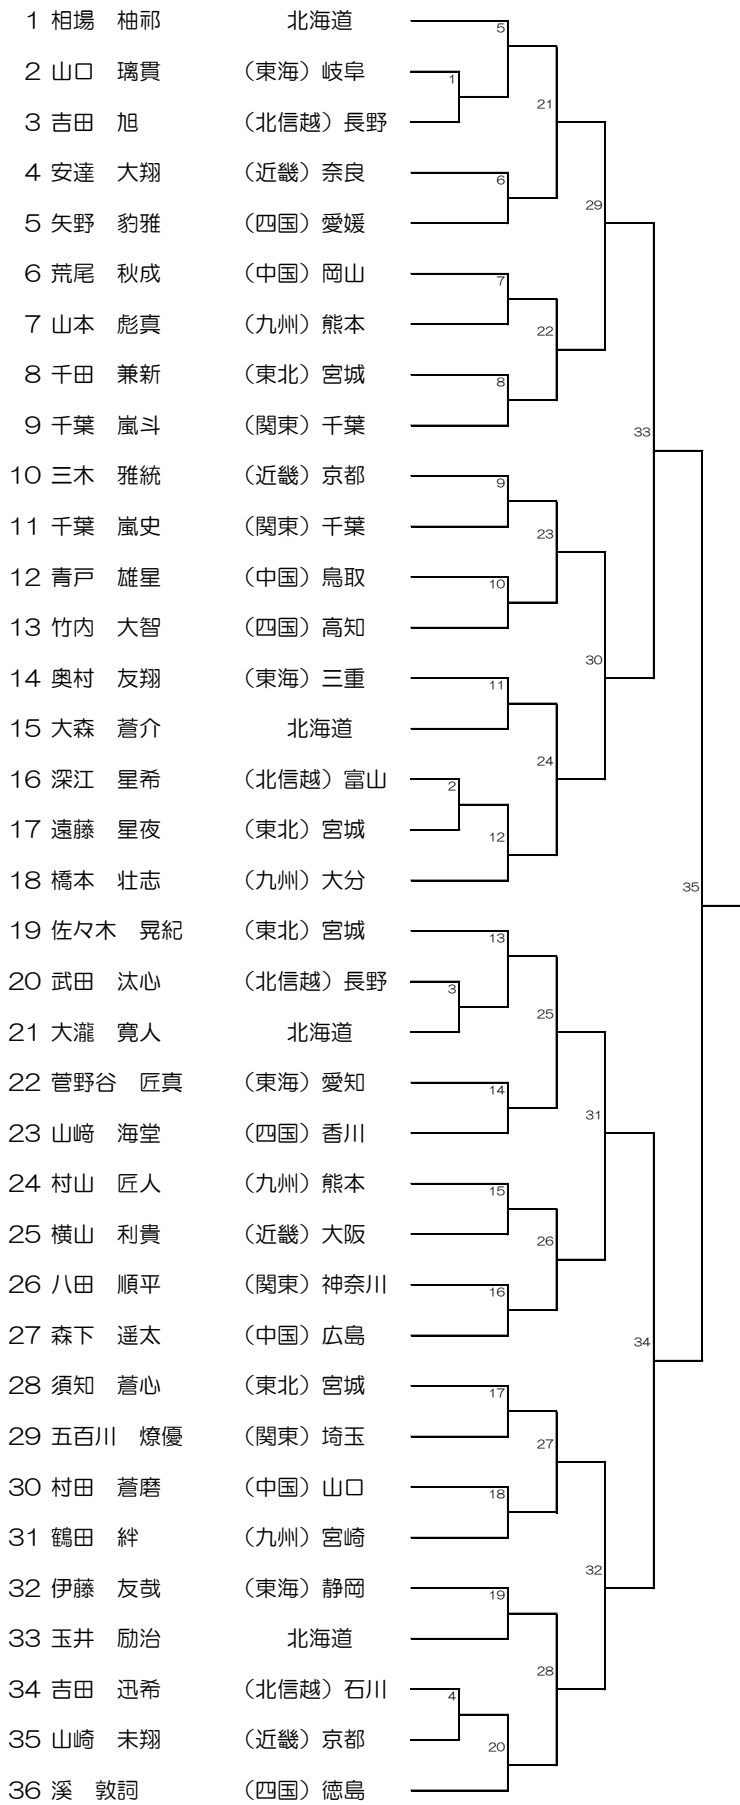 1 相場　柚祁　北海道
2 山口　璃貫　（東海）岐阜
3 吉田　旭　（北信越）長野
4 安達　大翔　（近畿）奈良
5 矢野　豹雅　（四国）愛媛
6 荒尾　秋成　（中国）岡山
7 山本　彪真　（九州）熊本
8 千田　兼新　（東北）宮城
9 千葉　嵐斗　（関東）千葉
10 三木　雅統　（近畿）京都
11 千葉　嵐史　（関東）千葉
12 青戸　雄星　（中国）鳥取
13 竹内　大智　（四国）高知
14 奥村　友翔　（東海）三重
15 大森　蒼介　北海道
16 深江　星希　（北信越）富山
17 遠藤　星夜　（東北）宮城
18 橋本　壮志　（九州）大分
19 佐々木　晃紀　（東北）宮城
20 武田　汰心　（北信越）長野
21 大瀧　寛人　北海道
22 菅野谷　匠真　（東海）愛知
23 山﨑　海堂　（四国）香川
24 村山　匠人　（九州）熊本
25 横山　利貴　（近畿）大阪
26 八田　順平　（関東）神奈川
27 森下　遥太　（中国）広島
28 須知　蒼心　（東北）宮城
29 五百川　燎優　（関東）埼玉
30 村田　蒼磨　（中国）山口
31 鶴田　絆　（九州）宮崎
32 伊藤　友哉　（東海）静岡
33 玉井　励治　北海道
34 吉田　迅希　（北信越）石川
35 山崎　未翔　（近畿）京都
36 溪　敦詞　（四国）徳島
1
2
3
4
5
6
7
8
9
10
11
12
13
14
15
16
17
18
19
20
21
22
23
24
25
26
27
28
29
30
31
32
33
34
35